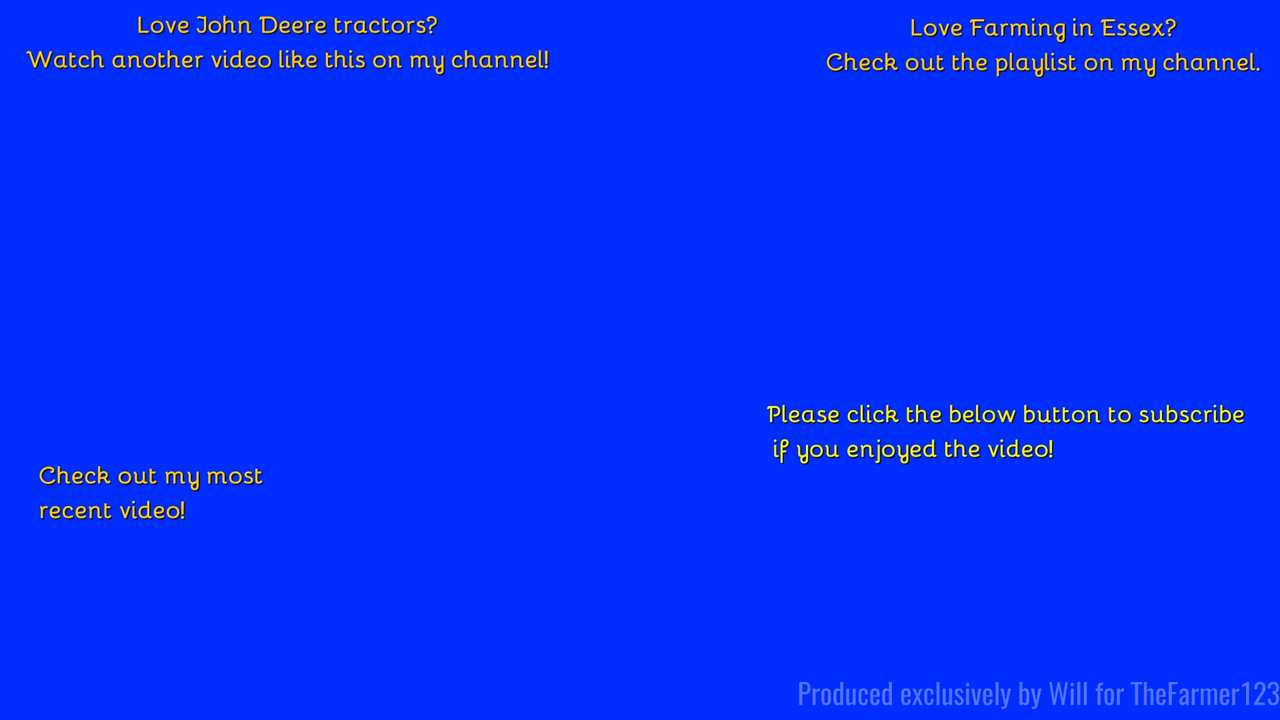 Love John Deere tractors?
Watch another video like this on my channel!
Love Farming in Essex?
Check out the playlist on my channel.
Please click the below button to subscribe
if you enjoyed the video!
Check out my most
recent video!
Produced exclusively by Will for TheFarmer123